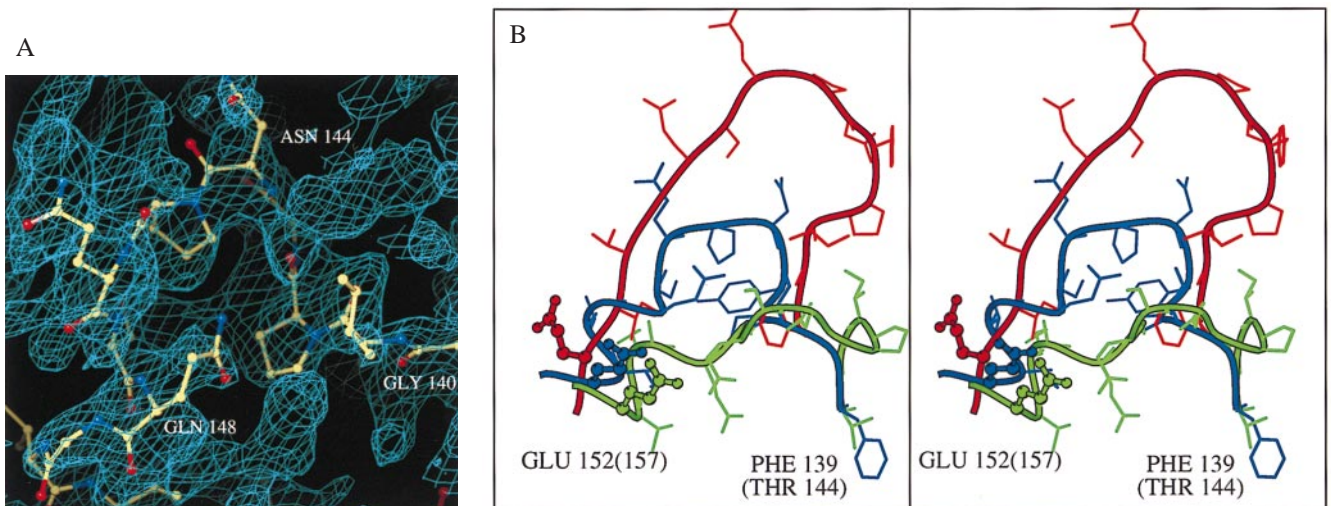 A
ASN 144
GLY 140
GLN 148
B
GLU 152(157)
PHE 139
(THR 144)
GLU 152(157)
PHE 139
(THR 144)